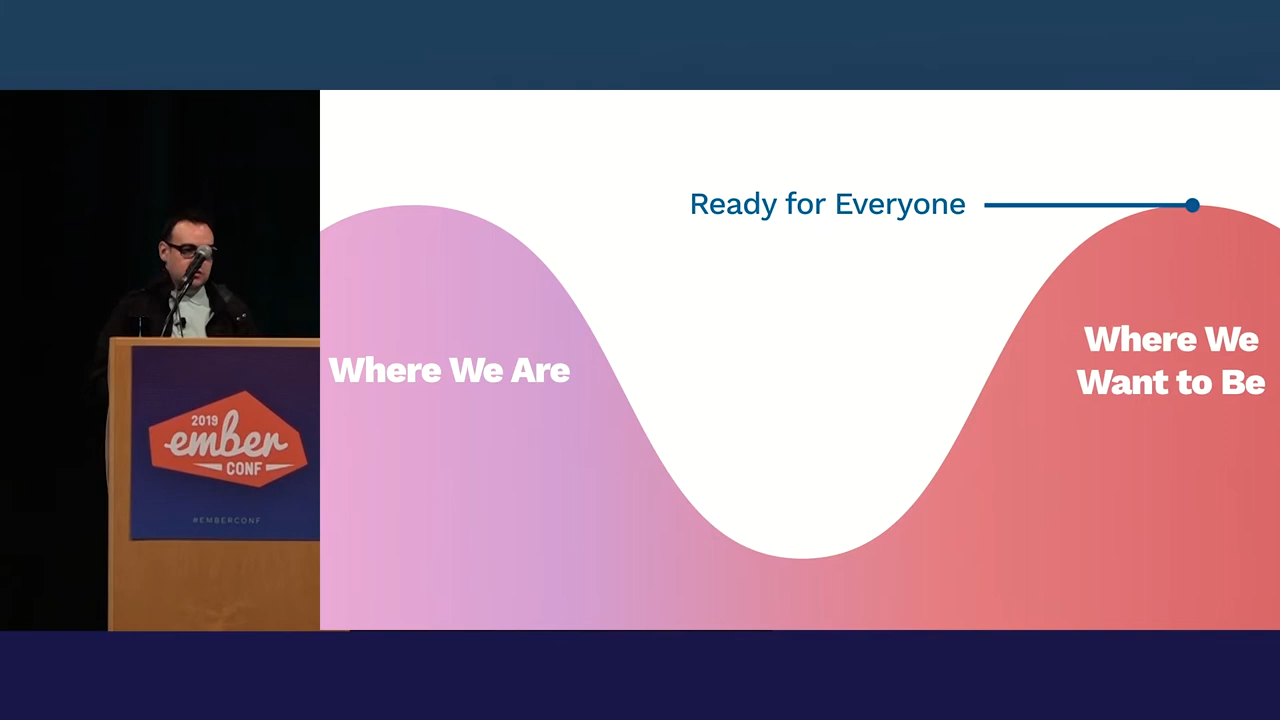 Ready for Everyone
Where We Are
Where We
Want to Be
2019
ember
CONF
#EMBERCONF